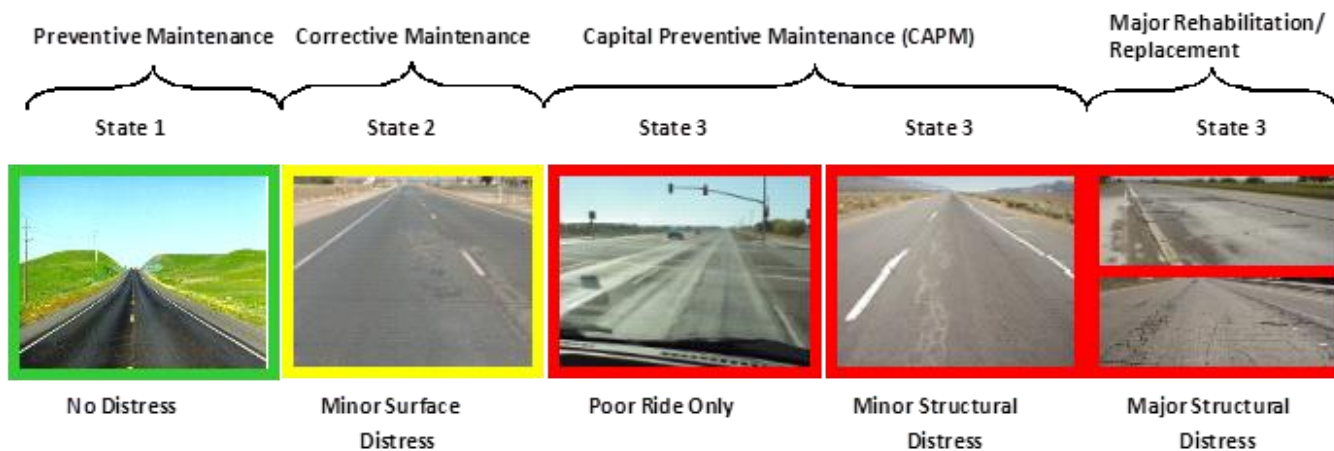 Preventive Maintenance
Corrective Maintenance
Capital Preventive Maintenance (CAPM)
Major Rehabilitation/
Replacement
State 1
State 2
State 3
State 3
State 3
No Distress
Minor Surface
Distress
Poor Ride Only
Minor Structural
Distress
Major Structural
Distress